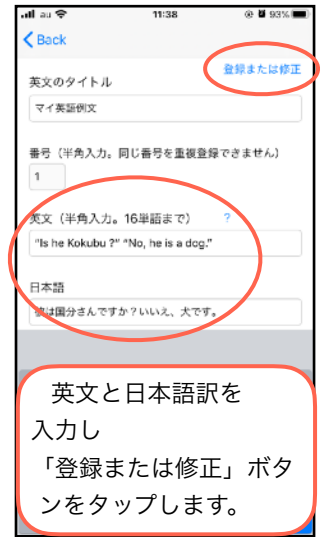 au 11:38 93%
Back
登録または修正
英文のタイトル
マイ英語例文
番号（半角入力。同じ番号を重複登録できません）
1
英文（半角入力。16単語まで） ?
"Is he Kokubu ?" “No, he is a dog.”
日本語
彼は国分さんですか？いいえ、犬です。
英文と日本語訳を
入力し
「登録または修正」ボタ
ンをタップします。